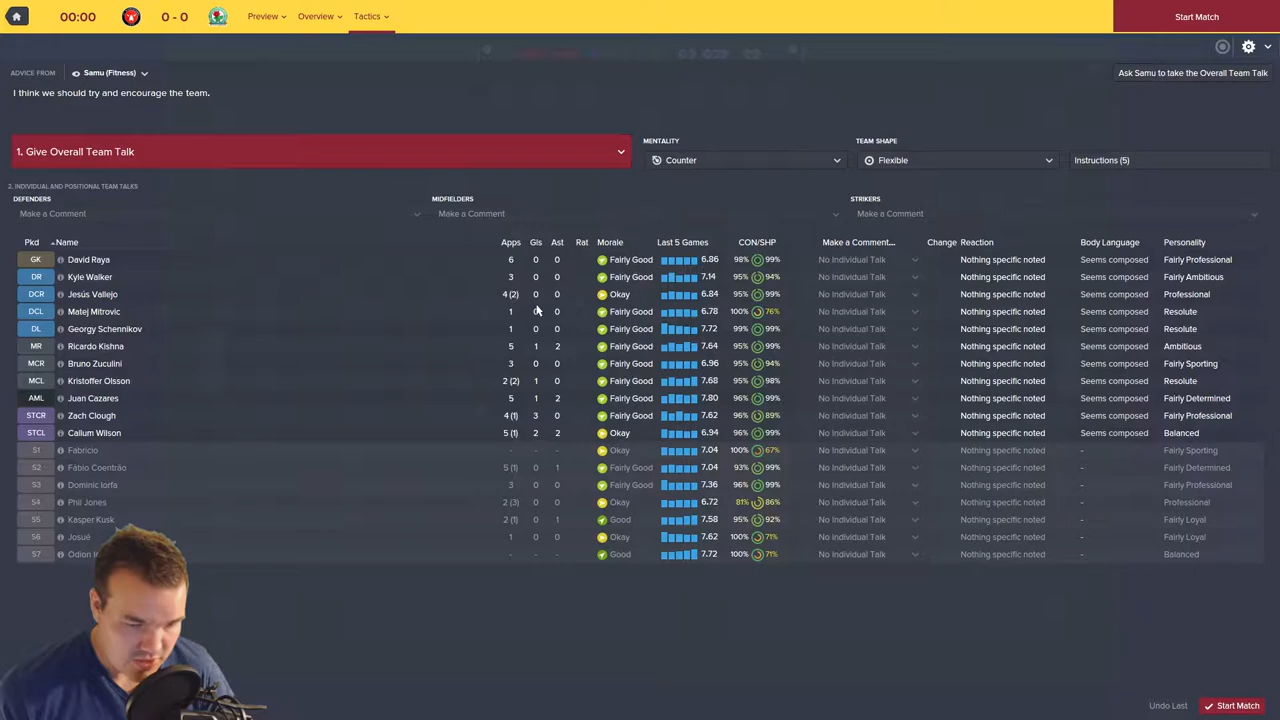 00:00 0 - 0 Preview Overview Tactics Start Match
ADVICE FROM Samu (Fitness) Ask Samu to take the Overall Team Talk
I think we should try and encourage the team.
MENTALITY TEAM SHAPE
1. Give Overall Team Talk Counter Flexible Instructions (5)
2. INDIVIDUAL AND POSITIONAL TEAM TALKS
DEFENDERS MIDFIELDERS STRIKERS
Make a Comment Make a Comment Make a Comment
Pkd Name Apps Gls Ast Rat Morale Last 5 Games CON/SHP Make a Comment... Change Reaction Body Language Personality
GK David Raya 6 0 0 Fairly Good 6.86 98% 99% No Individual Talk Nothing specific noted Seems composed Fairly Professional
DR Kyle Walker 3 0 0 Fairly Good 7.14 95% 94% No Individual Talk Nothing specific noted Seems composed Fairly Ambitious
DCR Jesús Vallejo 4 (2) 0 0 Okay 6.84 95% 99% No Individual Talk Nothing specific noted Seems composed Professional
DCL Matej Mitrovic 1 0 0 Fairly Good 6.78 100% 76% No Individual Talk Nothing specific noted Seems composed Resolute
DL Georgy Schennikov 1 0 0 Fairly Good 7.72 99% 99% No Individual Talk Nothing specific noted Seems composed Resolute
MR Ricardo Kishna 5 1 2 Fairly Good 7.64 95% 99% No Individual Talk Nothing specific noted Seems composed Ambitious
MCR Bruno Zuculini 3 0 0 Fairly Good 6.96 95% 94% No Individual Talk Nothing specific noted Seems composed Fairly Sporting
MCL Kristoffer Olsson 2 (2) 1 0 Fairly Good 7.68 95% 98% No Individual Talk Nothing specific noted Seems composed Resolute
AML Juan Cazares 5 1 2 Fairly Good 7.80 96% 99% No Individual Talk Nothing specific noted Seems composed Fairly Determined
STCR Zach Clough 4 (1) 3 0 Fairly Good 7.62 96% 89% No Individual Talk Nothing specific noted Seems composed Fairly Professional
STCL Callum Wilson 5 (1) 2 2 Okay 6.94 96% 99% No Individual Talk Nothing specific noted Seems composed Balanced
S1 Fabricio - - - Okay 7.04 100% 67% No Individual Talk Nothing specific noted - Fairly Sporting
S2 Fábio Coentrão 5 (1) 0 1 Fairly Good 7.04 93% 99% No Individual Talk Nothing specific noted - Fairly Determined
S3 Dominic Iorfa 3 0 0 Fairly Good 7.36 96% 99% No Individual Talk Nothing specific noted - Fairly Professional
S4 Phil Jones 2 (3) 0 0 Okay 6.72 81% 86% No Individual Talk Nothing specific noted - Professional
S5 Kasper Kusk 2 (1) 0 1 Good 7.58 95% 92% No Individual Talk Nothing specific noted - Fairly Loyal
S6 Josué 1 0 0 Okay 7.62 100% 71% No Individual Talk Nothing specific noted - Fairly Loyal
S7 Odion - - - Good 7.72 100% 71% No Individual Talk Nothing specific noted - Balanced
Undo Last Start Match